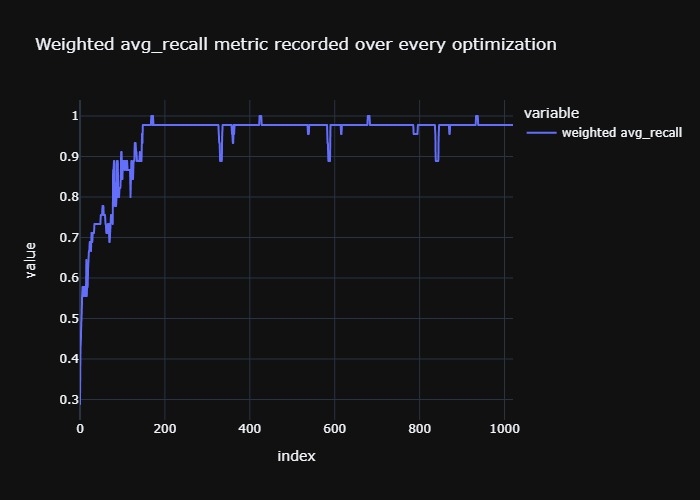 Weighted avg_recall metric recorded over every optimization
variable
weighted avg_recall
1
0.9
0.8
0.7
0.6
0.5
0.4
0.3
value
0
200
400
600
800
1000
index